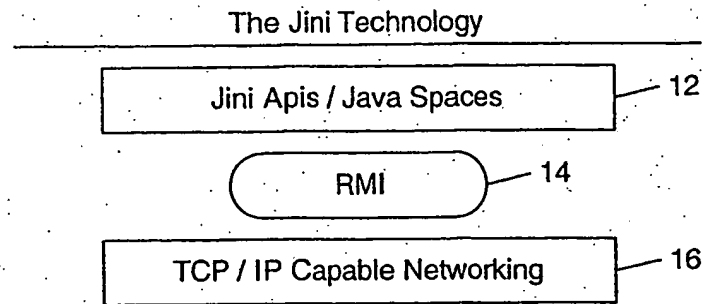 The Jini Technology
Jini Apis / Java Spaces
12
RMI
14
TCP / IP Capable Networking
16